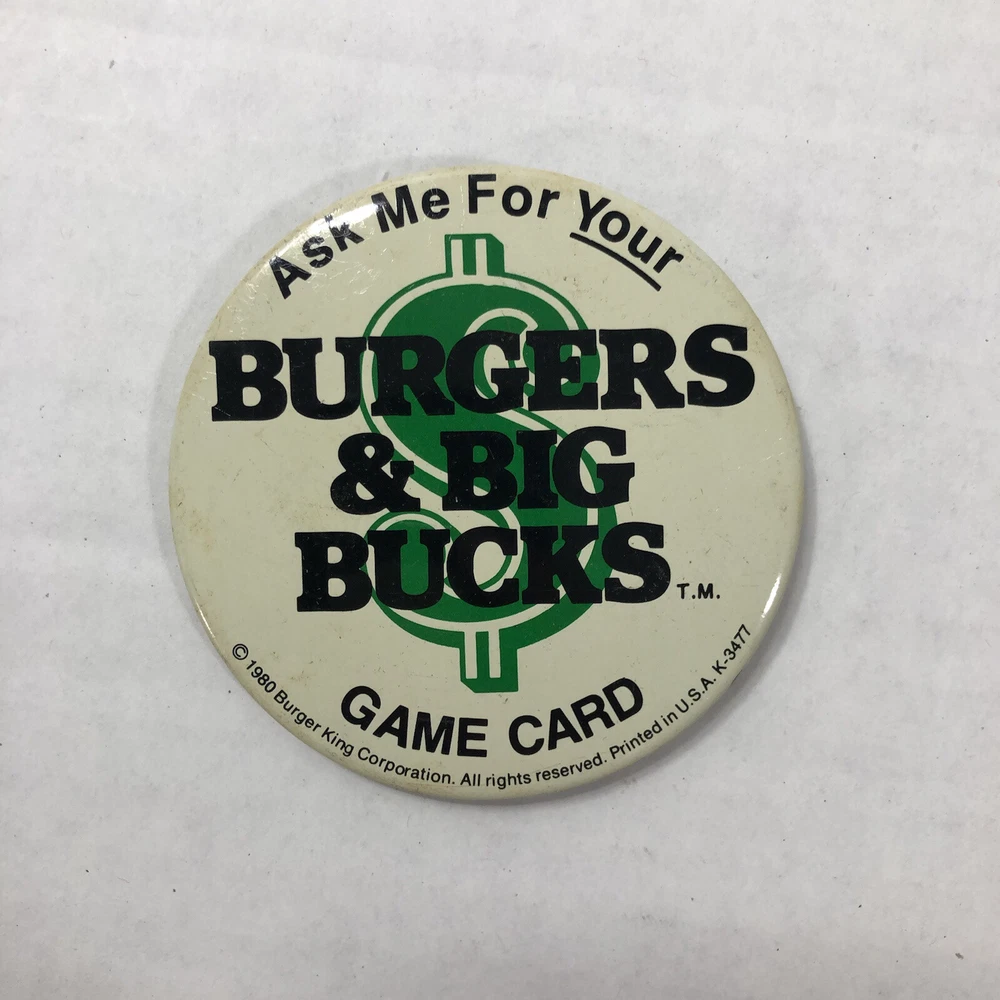 Ask Me For Your
BURGERS
& BIG
BUCKS T.M.
GAME CARD
© 1980 Burger King Corporation. All rights reserved. Printed in U.S.A. K-3477